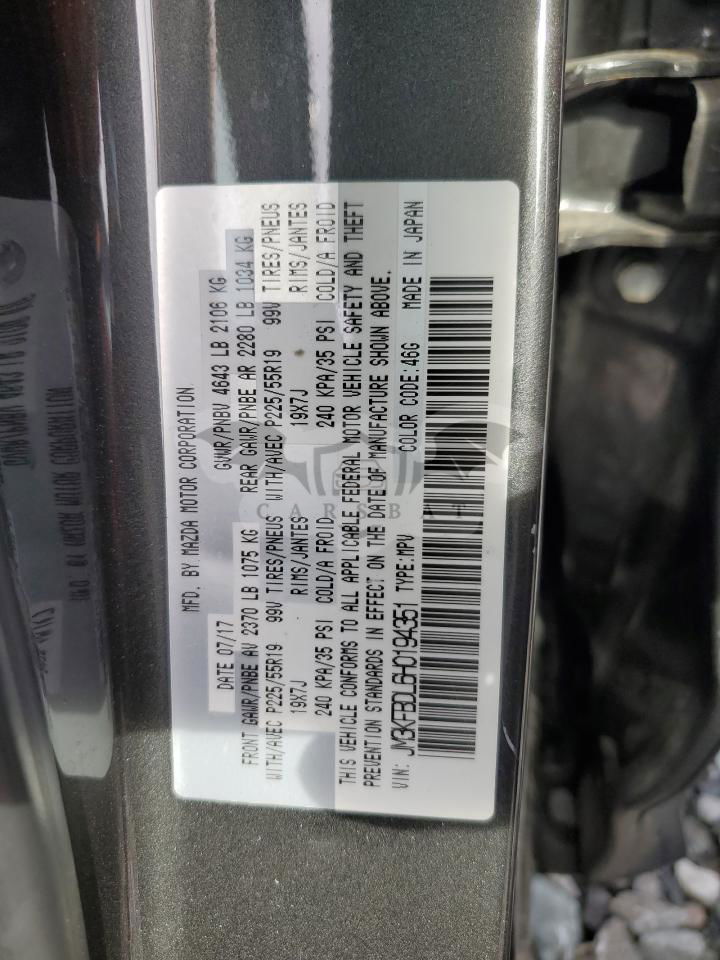 MFD. BY MAZDA MOTOR CORPORATION
DATE 07/17 GVWR/PNBV 4643 LB 2106 KG
FRONT GAWR/PNBE AV 2370 LB 1075 KG REAR GAWR/PNBE AR 2280 LB 1034 KG
WITH/AVEC P225/55R19 99V TIRES/PNEUS WITH/AVEC P225/55R19 99V TIRES/PNEUS
19X7J RIMS/JANTES 19X7J RIMS/JANTES
240 KPA/35 PSI COLD/A FROID 240 KPA/35 PSI COLD/A FROID
THIS VEHICLE CONFORMS TO ALL APPLICABLE FEDERAL MOTOR VEHICLE SAFETY AND THEFT
PREVENTION STANDARDS IN EFFECT ON THE DATE OF MANUFACTURE SHOWN ABOVE.
VIN: JM3KFBDL6H0194351 TYPE:MPV COLOR CODE:46G MADE IN JAPAN
CARSBAT